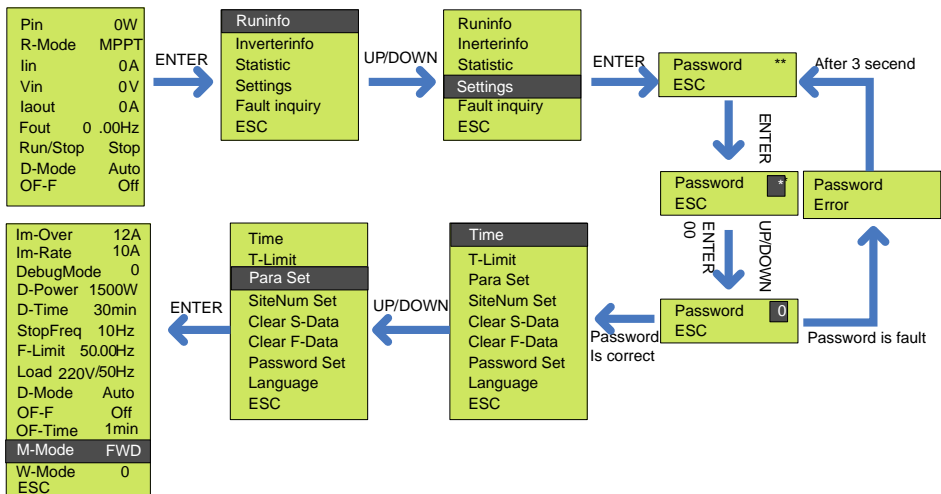 Pin 0W
R-Mode MPPT
Iin 0A
Vin 0V
Iaout 0A
Fout 0 .00Hz
Run/Stop Stop
D-Mode Auto
OF-F Off
ENTER
Runinfo
Inverterinfo
Statistic
Settings
Fault inquiry
ESC
UP/DOWN
Runinfo
Inerterinfo
Statistic
Settings
Fault inquiry
ESC
ENTER
Password **
ESC
After 3 secend
ENTER
Password **
ESC
Password
Error
UP/DOWN
ENTER
00
Password 0
ESC
Password is fault
Password
Is correct
Time
T-Limit
Para Set
SiteNum Set
Clear S-Data
Clear F-Data
Password Set
Language
ESC
UP/DOWN
Time
T-Limit
Para Set
SiteNum Set
Clear S-Data
Clear F-Data
Password Set
Language
ESC
ENTER
Im-Over 12A
Im-Rate 10A
DebugMode 0
D-Power 1500W
D-Time 30min
StopFreq 10Hz
F-Limit 50.00Hz
Load 220V/50Hz
D-Mode Auto
OF-F Off
OF-Time 1min
M-Mode FWD
W-Mode 0
ESC